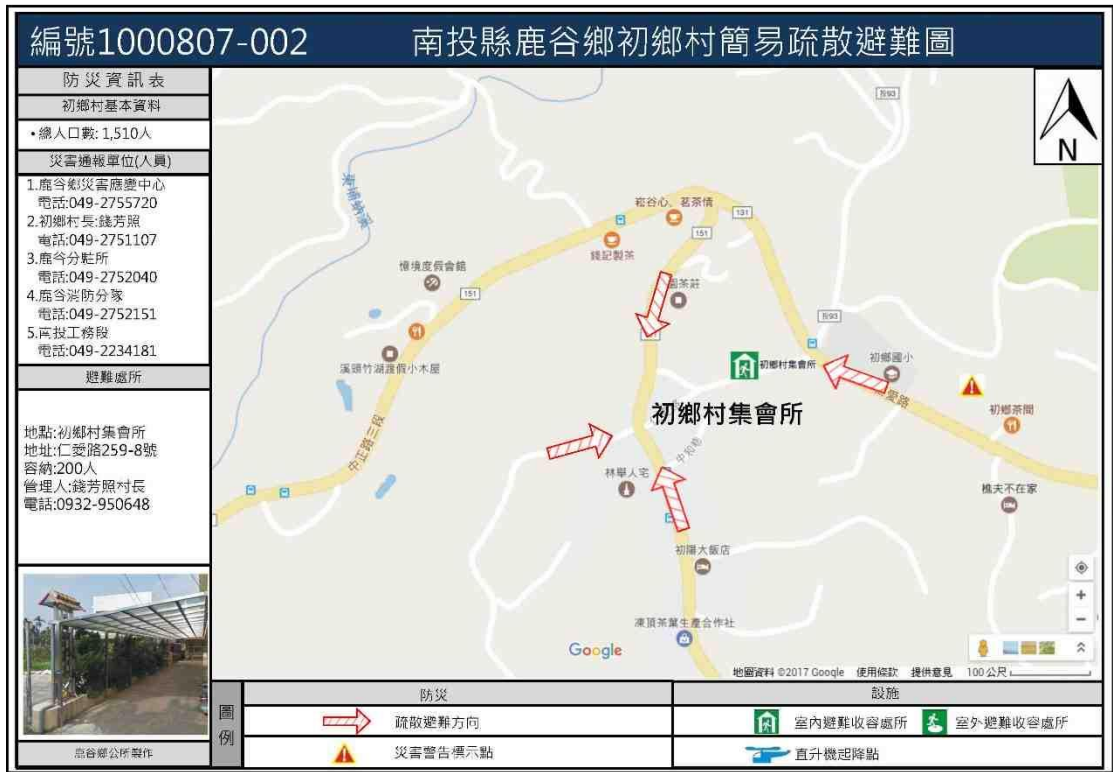 編號1000807-002 南投縣鹿谷鄉初鄉村簡易疏散避難圖
防災資訊表
初鄉村基本資料
•總人口數: 1,510人
災害通報單位(人員)
1.鹿谷鄉災害應變中心
電話:049-2755720
2.初鄉村長:錢芳照
電話:049-2751107
3.鹿谷分駐所
電話:049-2752040
4.鹿谷消防分隊
電話:049-2752151
5.南投工務段
電話:049-2234181
避難處所
地點:初鄉村集會所
地址:仁愛路259-8號
容納:200人
管理人:錢芳照村長
電話:0932-950648
鹿谷鄉公所製作
N
投93
崧谷心、茗茶情
131
151
錢記製茶
憬境度假會館
151
茶莊
投93
溪頭竹湖渡假小木屋
初鄉村集會所
初鄉國小
愛路
初鄉茶間
初鄉村集會所
中正路三段
中和巷
林舉人宅
樵夫不在家
初陽大飯店
凍頂茶葉生產合作社
Google
地圖資料 ©2017 Google 使用條款 提供意見 100 公尺
圖例
防災
設施
疏散避難方向
室內避難收容處所
室外避難收容處所
災害警告標示點
直升機起降點